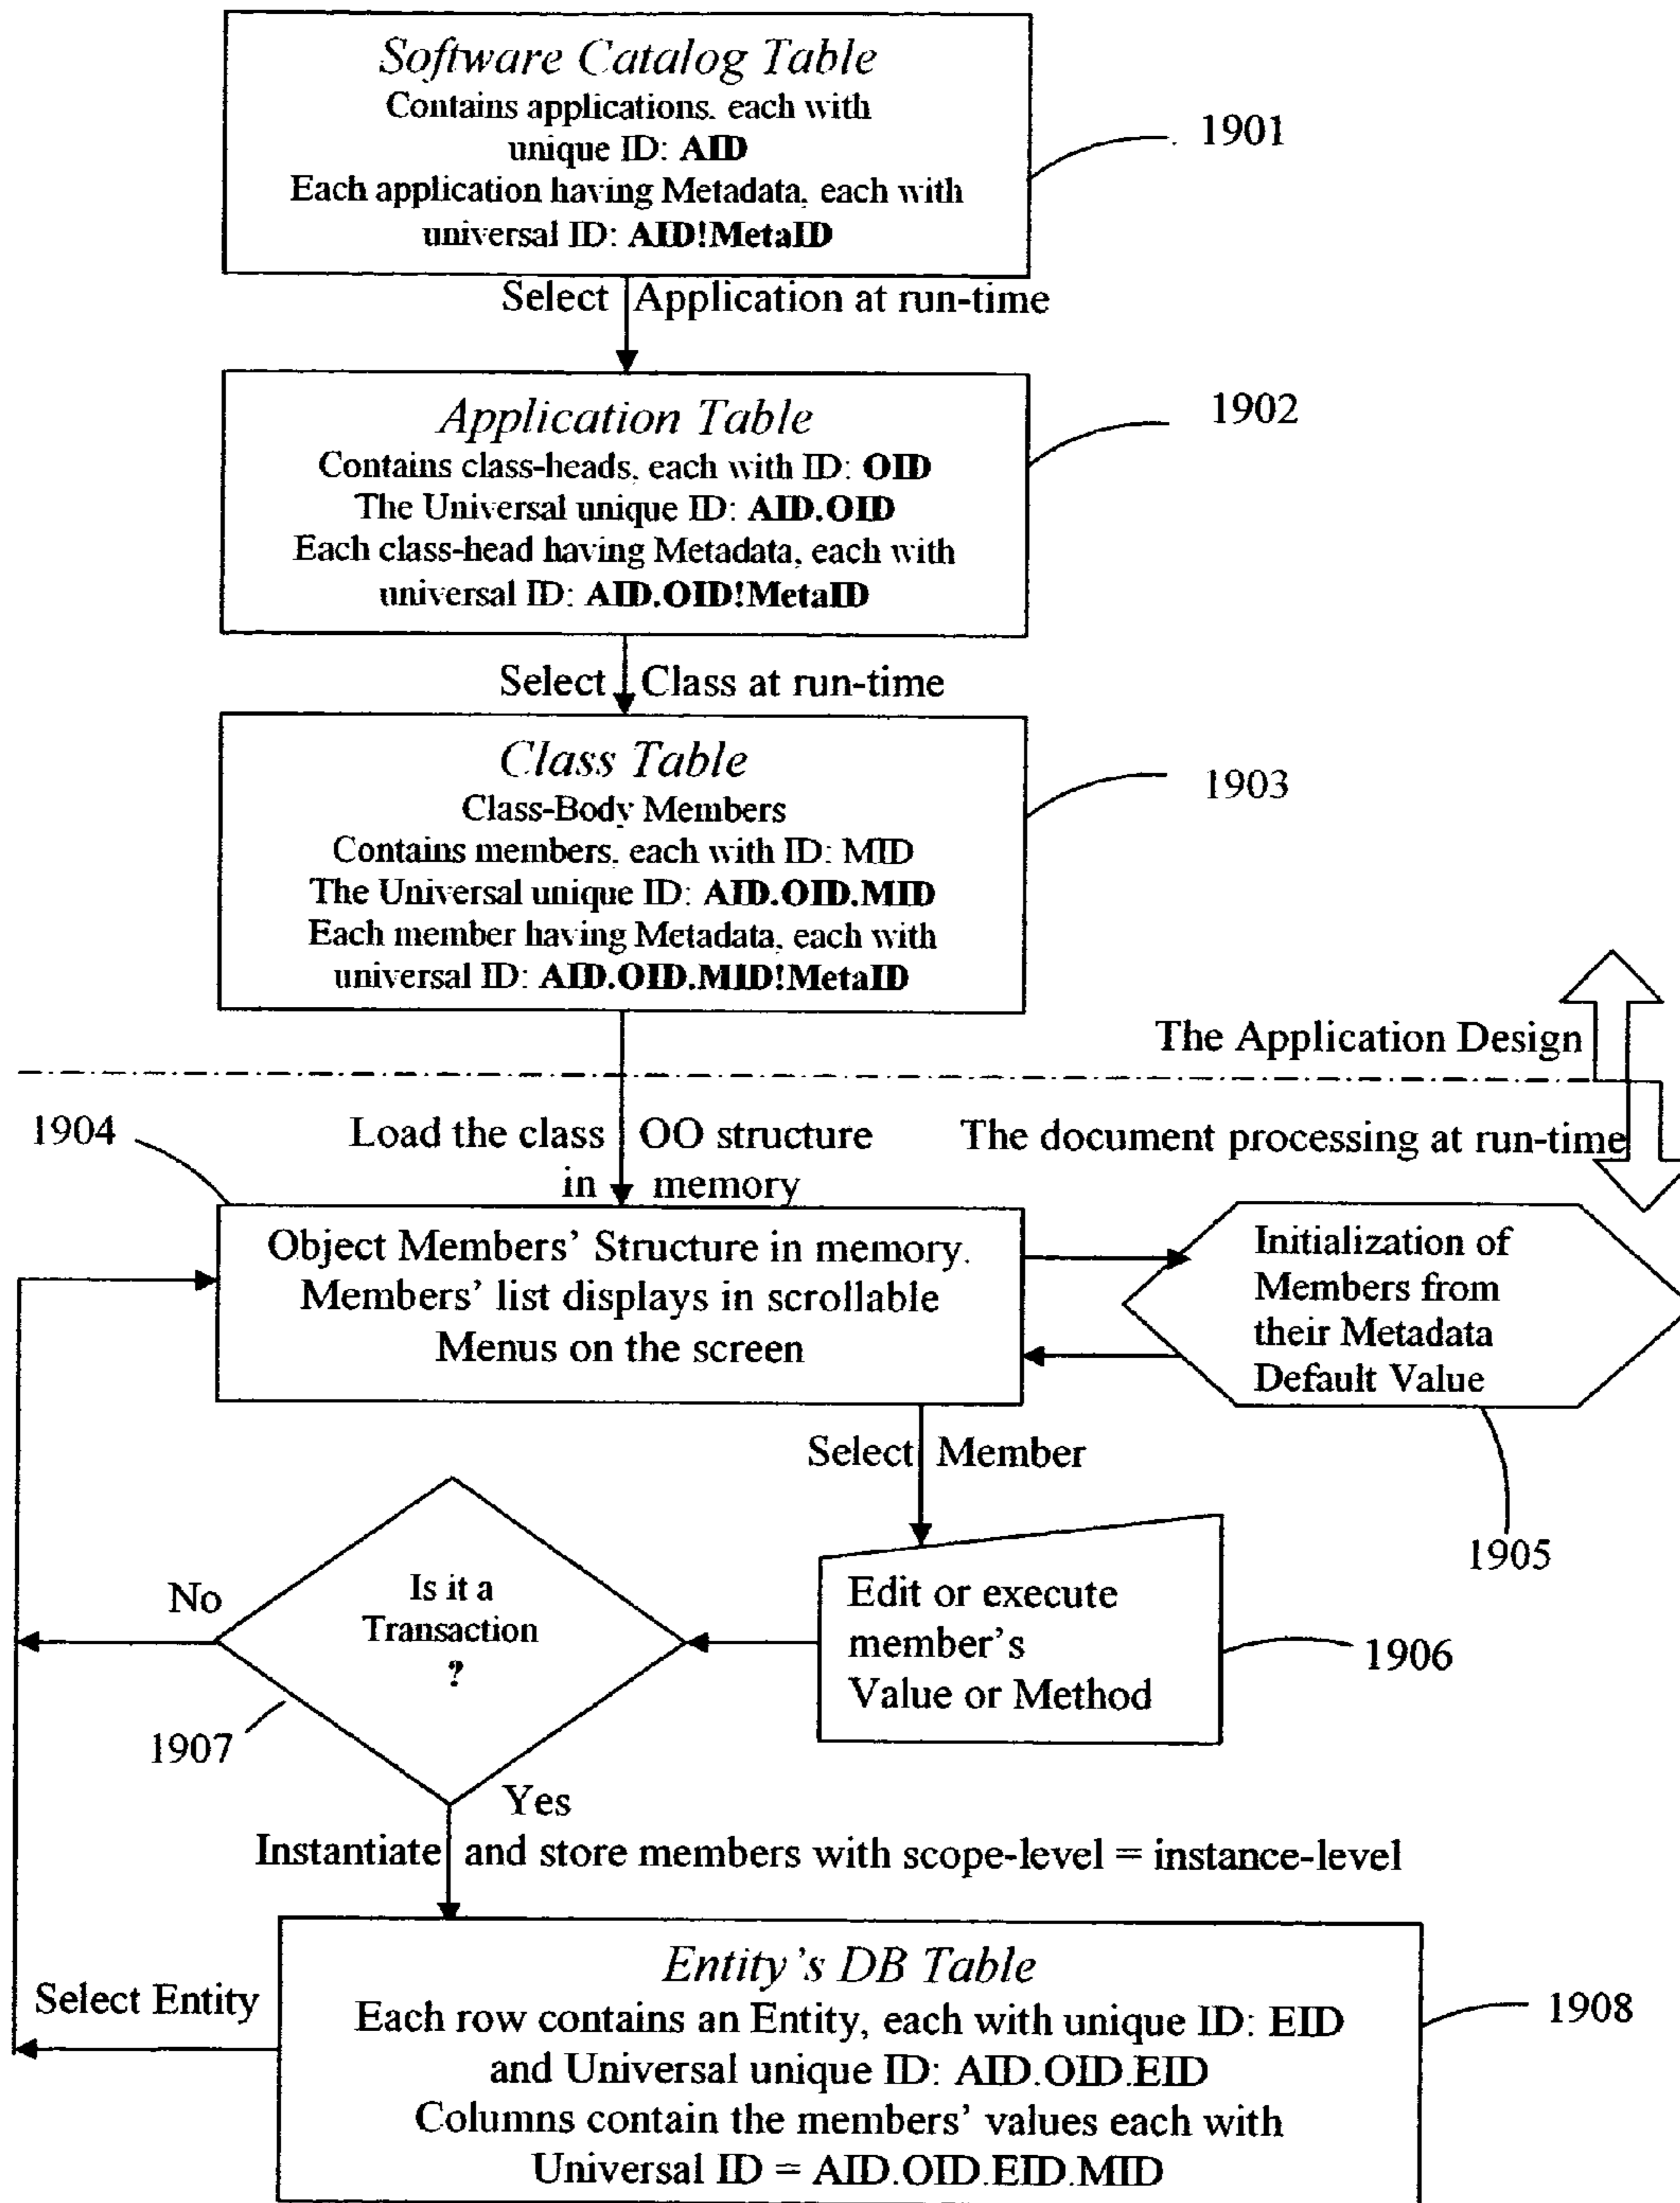 Software Catalog Table
Contains applications, each with
unique ID: AID
Each application having Metadata, each with
universal ID: AID!MetaID
1901
Select Application at run-time
Application Table
Contains class-heads, each with ID: OID
The Universal unique ID: AID.OID
Each class-head having Metadata, each with
universal ID: AID.OID!MetaID
1902
Select Class at run-time
Class Table
Class-Body Members
Contains members, each with ID: MID
The Universal unique ID: AID.OID.MID
Each member having Metadata, each with
universal ID: AID.OID.MID!MetaID
1903
The Application Design
1904
Load the class OO structure
in memory
The document processing at run-time
Object Members' Structure in memory.
Members' list displays in scrollable
Menus on the screen
Initialization of
Members from
their Metadata
Default Value
1905
Select Member
Edit or execute
member's
Value or Method
1906
Is it a
Transaction
?
No
1907
Yes
Instantiate and store members with scope-level = instance-level
Entity's DB Table
Each row contains an Entity, each with unique ID: EID
and Universal unique ID: AID.OID.EID
Columns contain the members' values each with
Universal ID = AID.OID.EID.MID
1908
Select Entity